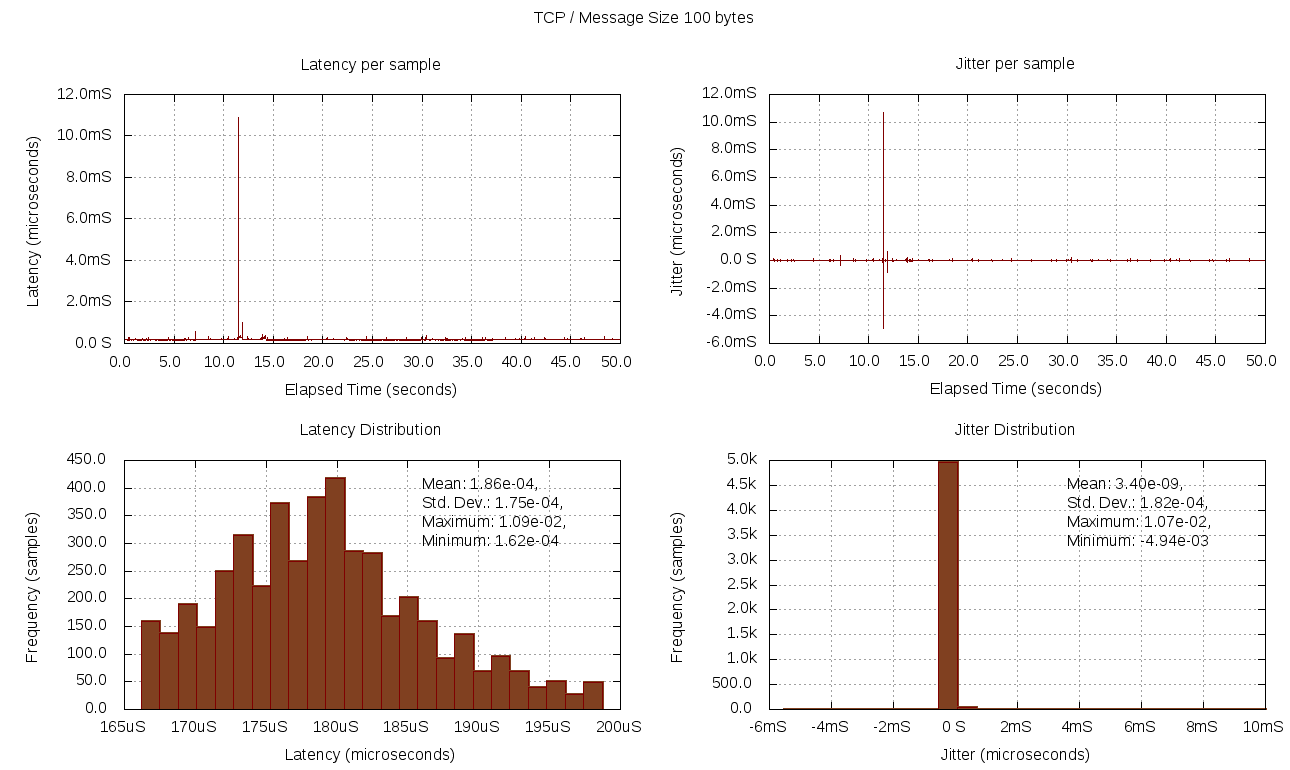 TCP / Message Size 100 bytes
Latency per sample
12.0mS
10.0mS
8.0mS
6.0mS
4.0mS
2.0mS
0.0 S
Latency (microseconds)
0.0 5.0 10.0 15.0 20.0 25.0 30.0 35.0 40.0 45.0 50.0
Elapsed Time (seconds)
Jitter per sample
12.0mS
10.0mS
8.0mS
6.0mS
4.0mS
2.0mS
0.0 S
-2.0mS
-4.0mS
-6.0mS
Jitter (microseconds)
0.0 5.0 10.0 15.0 20.0 25.0 30.0 35.0 40.0 45.0 50.0
Elapsed Time (seconds)
Latency Distribution
450.0
400.0
350.0
300.0
250.0
200.0
150.0
100.0
50.0
0.0
Frequency (samples)
Mean: 1.86e-04,
Std. Dev.: 1.75e-04,
Maximum: 1.09e-02,
Minimum: 1.62e-04
165uS 170uS 175uS 180uS 185uS 190uS 195uS 200uS
Latency (microseconds)
Jitter Distribution
5.0k
4.5k
4.0k
3.5k
3.0k
2.5k
2.0k
1.5k
1.0k
500.0
0.0
Frequency (samples)
Mean: 3.40e-09,
Std. Dev.: 1.82e-04,
Maximum: 1.07e-02,
Minimum: -4.94e-03
-6mS -4mS -2mS 0 S 2mS 4mS 6mS 8mS 10mS
Jitter (microseconds)